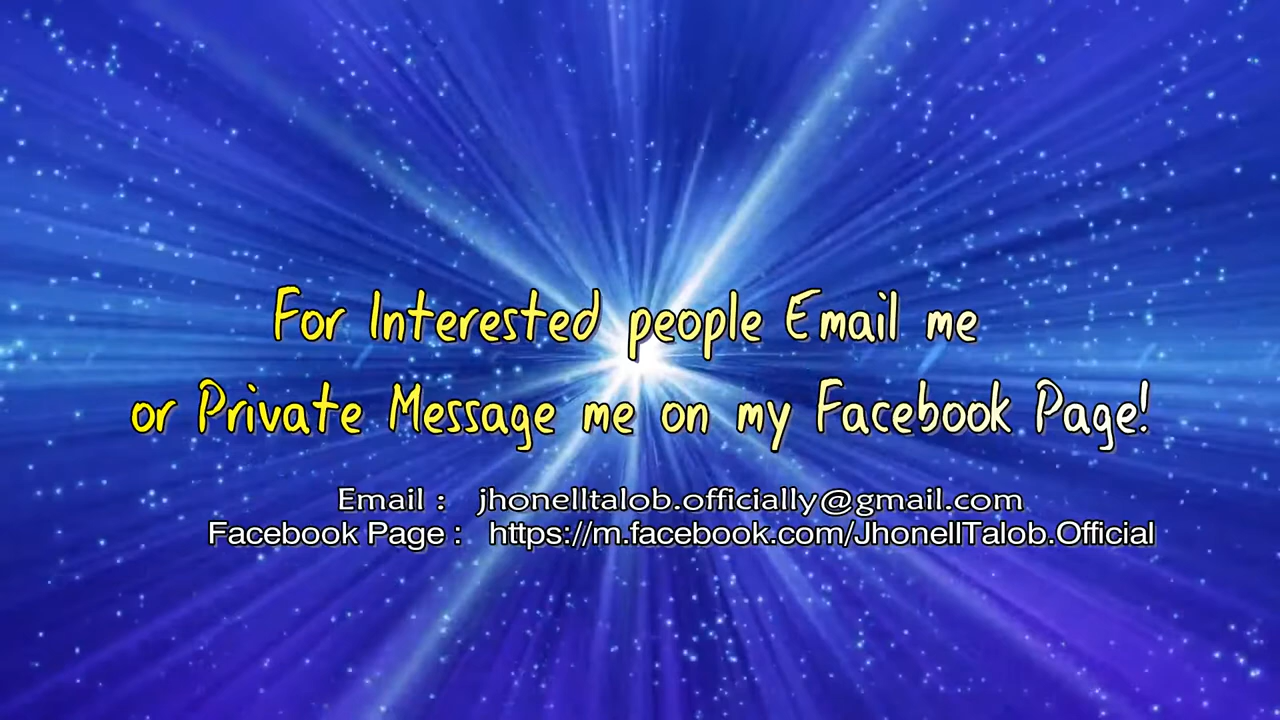 For Interested people Email me
or Private Message me on my Facebook Page!
Email : jhonelltalob.officially@gmail.com
Facebook Page : https://m.facebook.com/JhonellTalob.Official